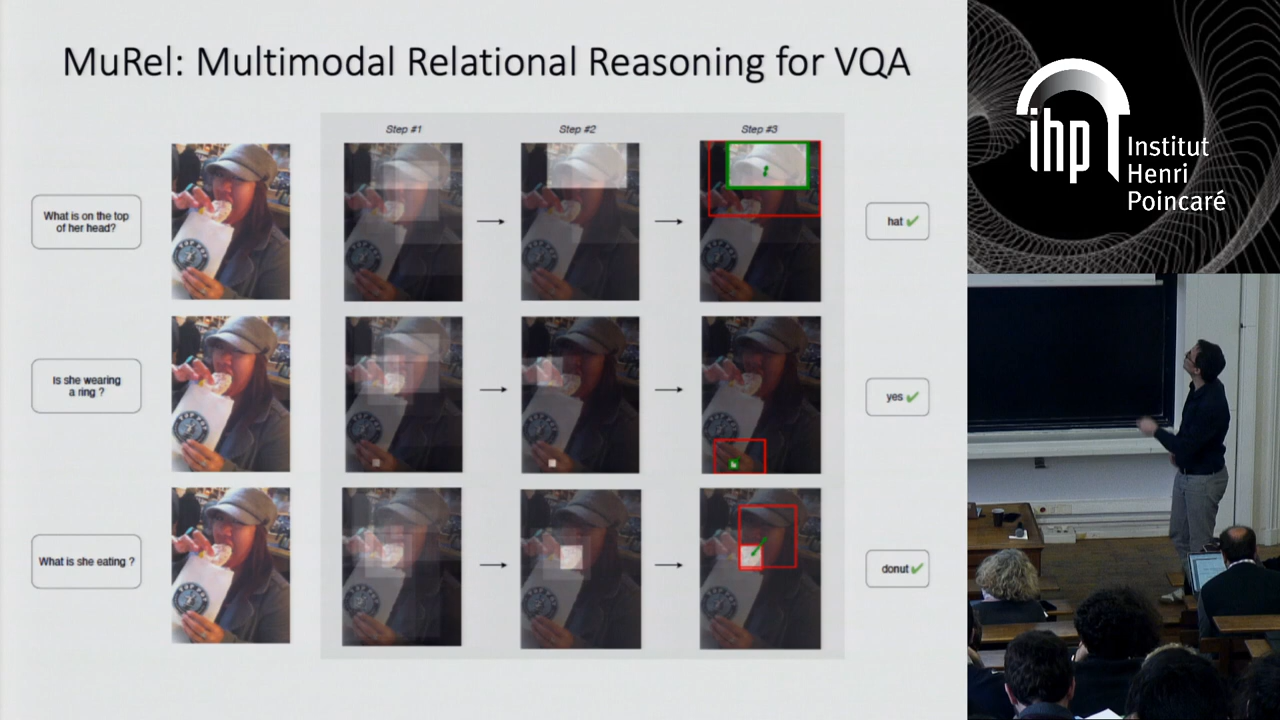 MuRel: Multimodal Relational Reasoning for VQA
Step #1
Step #2
Step #3
What is on the top
of her head?
hat
Is she wearing
a ring ?
yes
What is she eating ?
donut
ihp
Institut
Henri
Poincaré